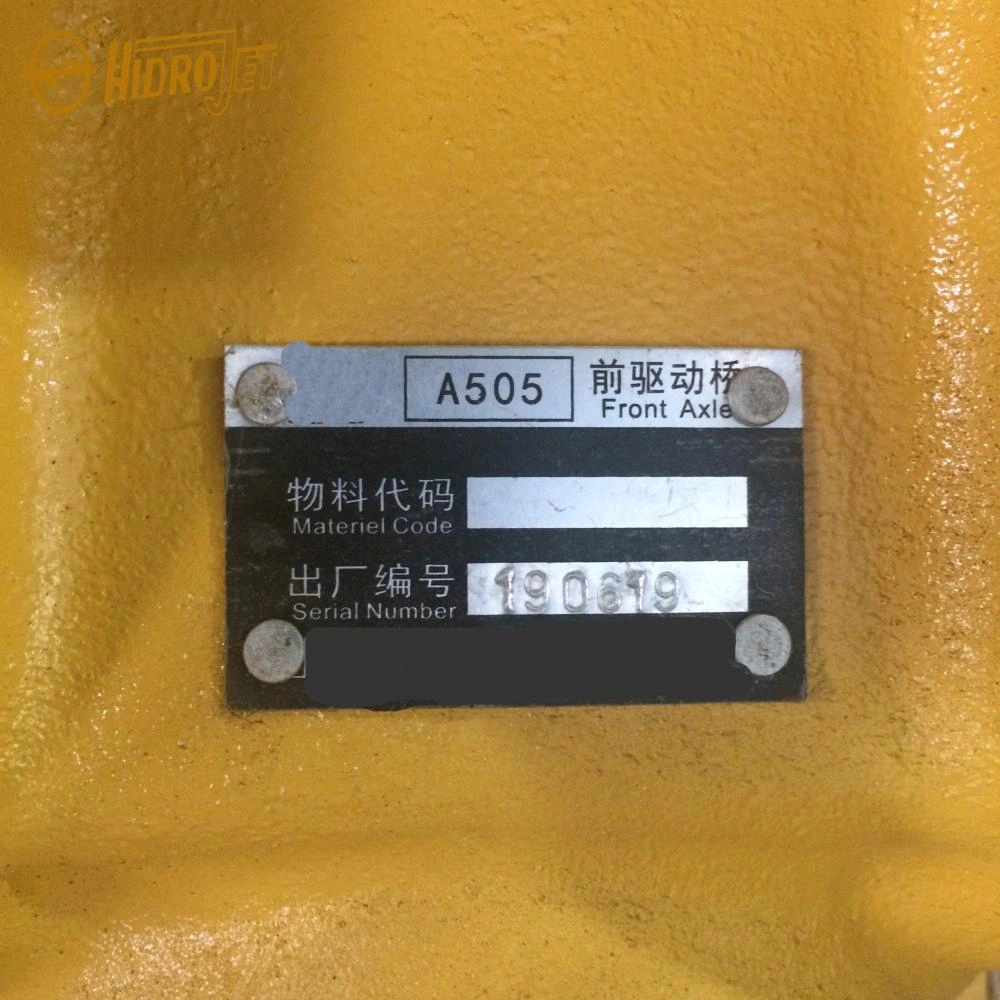 HIDROJET
A505 前驱动桥
Front Axle
物料代码
Materiel Code
出厂编号 190619
Serial Number